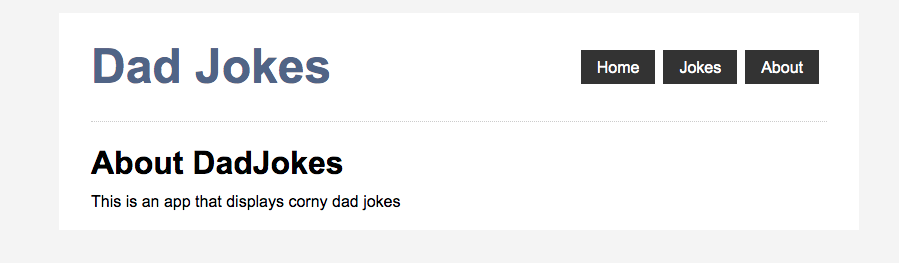 Dad Jokes
Home Jokes About
About DadJokes
This is an app that displays corny dad jokes